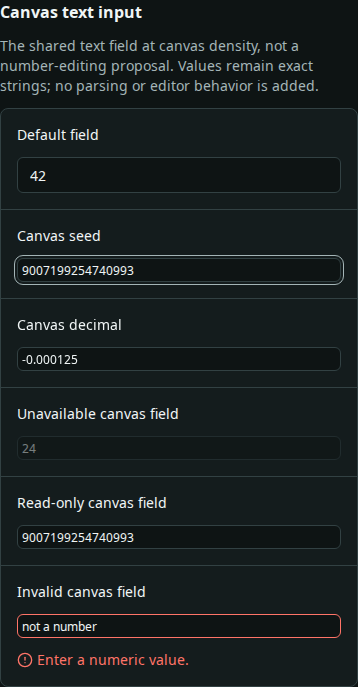 Canvas text input
The shared text field at canvas density, not a
number-editing proposal. Values remain exact
strings; no parsing or editor behavior is added.
Default field
42
Canvas seed
9007199254740993
Canvas decimal
-0.000125
Unavailable canvas field
24
Read-only canvas field
9007199254740993
Invalid canvas field
not a number
Enter a numeric value.